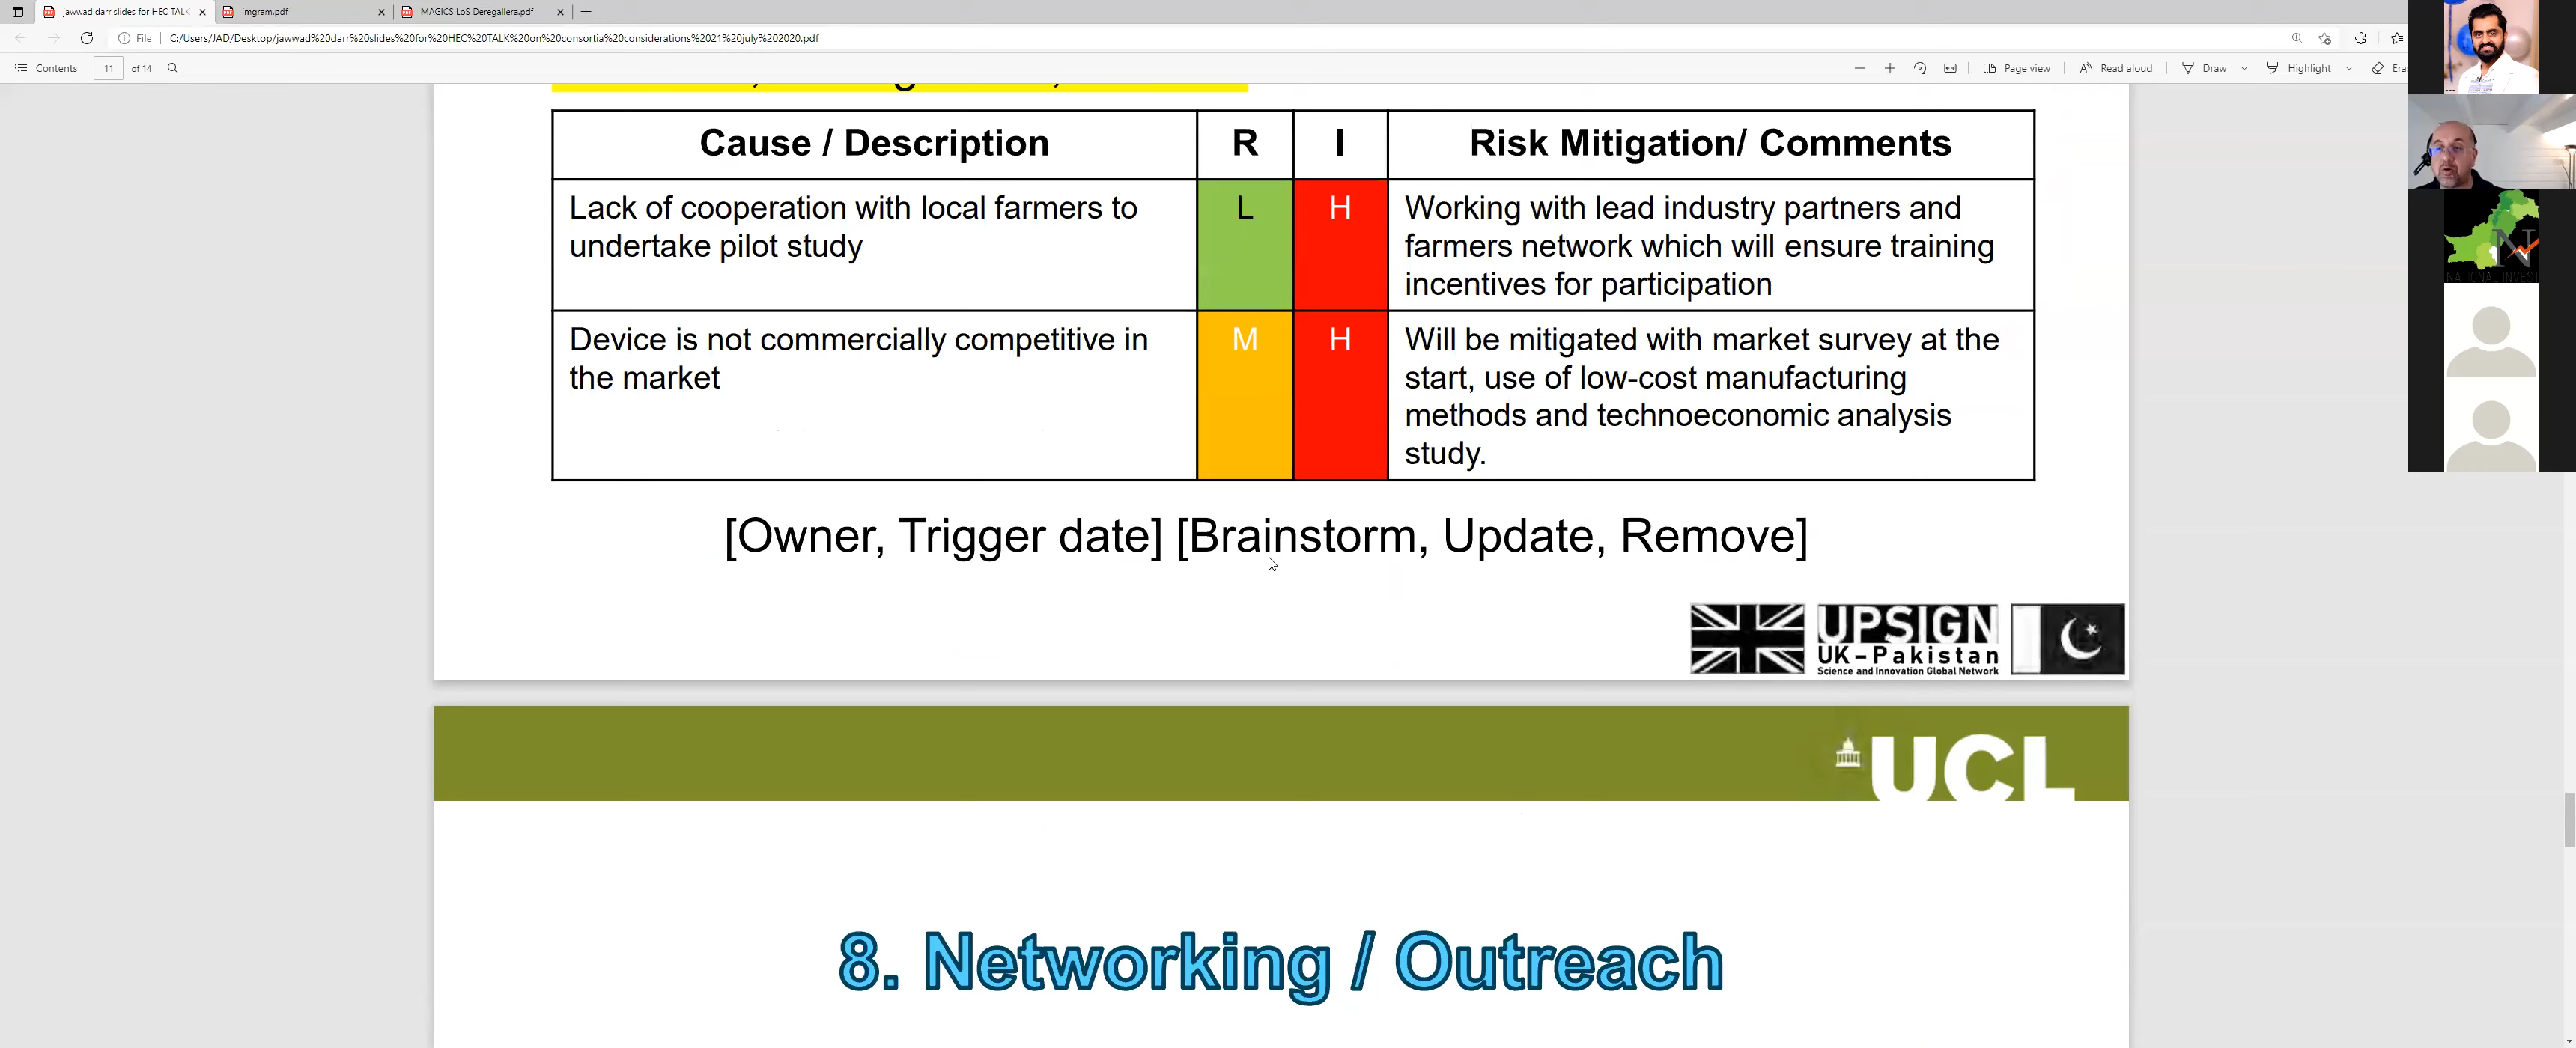 jawwad darr slides for HEC TALK
imgram.pdf
MAGICS LoS Deregallera.pdf
File
C:/Users/JAD/Desktop/jawwad%20darr%20slides%20for%20HEC%20TALK%20on%20consortia%20considerations%2021%20july%202020.pdf
Contents
11
of 14
Page view
Read aloud
Draw
Highlight
Cause / Description
R
I
Risk Mitigation/ Comments
Lack of cooperation with local farmers to
undertake pilot study
L
H
Working with lead industry partners and
farmers network which will ensure training
incentives for participation
Device is not commercially competitive in
the market
M
H
Will be mitigated with market survey at the
start, use of low-cost manufacturing
methods and technoeconomic analysis
study.
[Owner, Trigger date] [Brainstorm, Update, Remove]
UPSIGN
UK-Pakistan
Science and Innovation Global Network
N
NATIONAL INVEST
UCL
8. Networking / Outreach